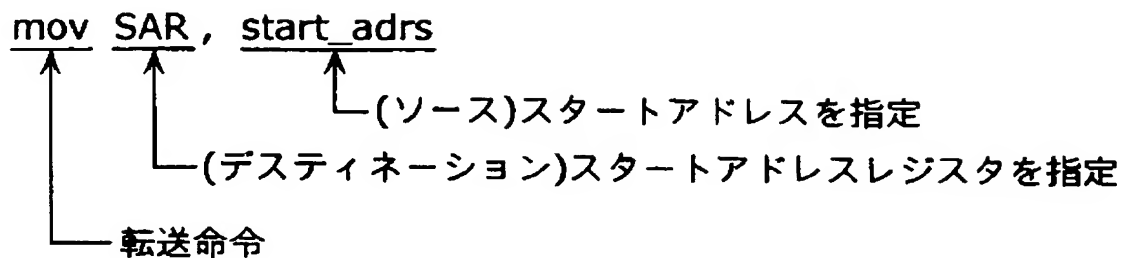 mov SAR, start_adrs
(ソース)スタートアドレスを指定
(デスティネーション)スタートアドレスレジスタを指定
転送命令